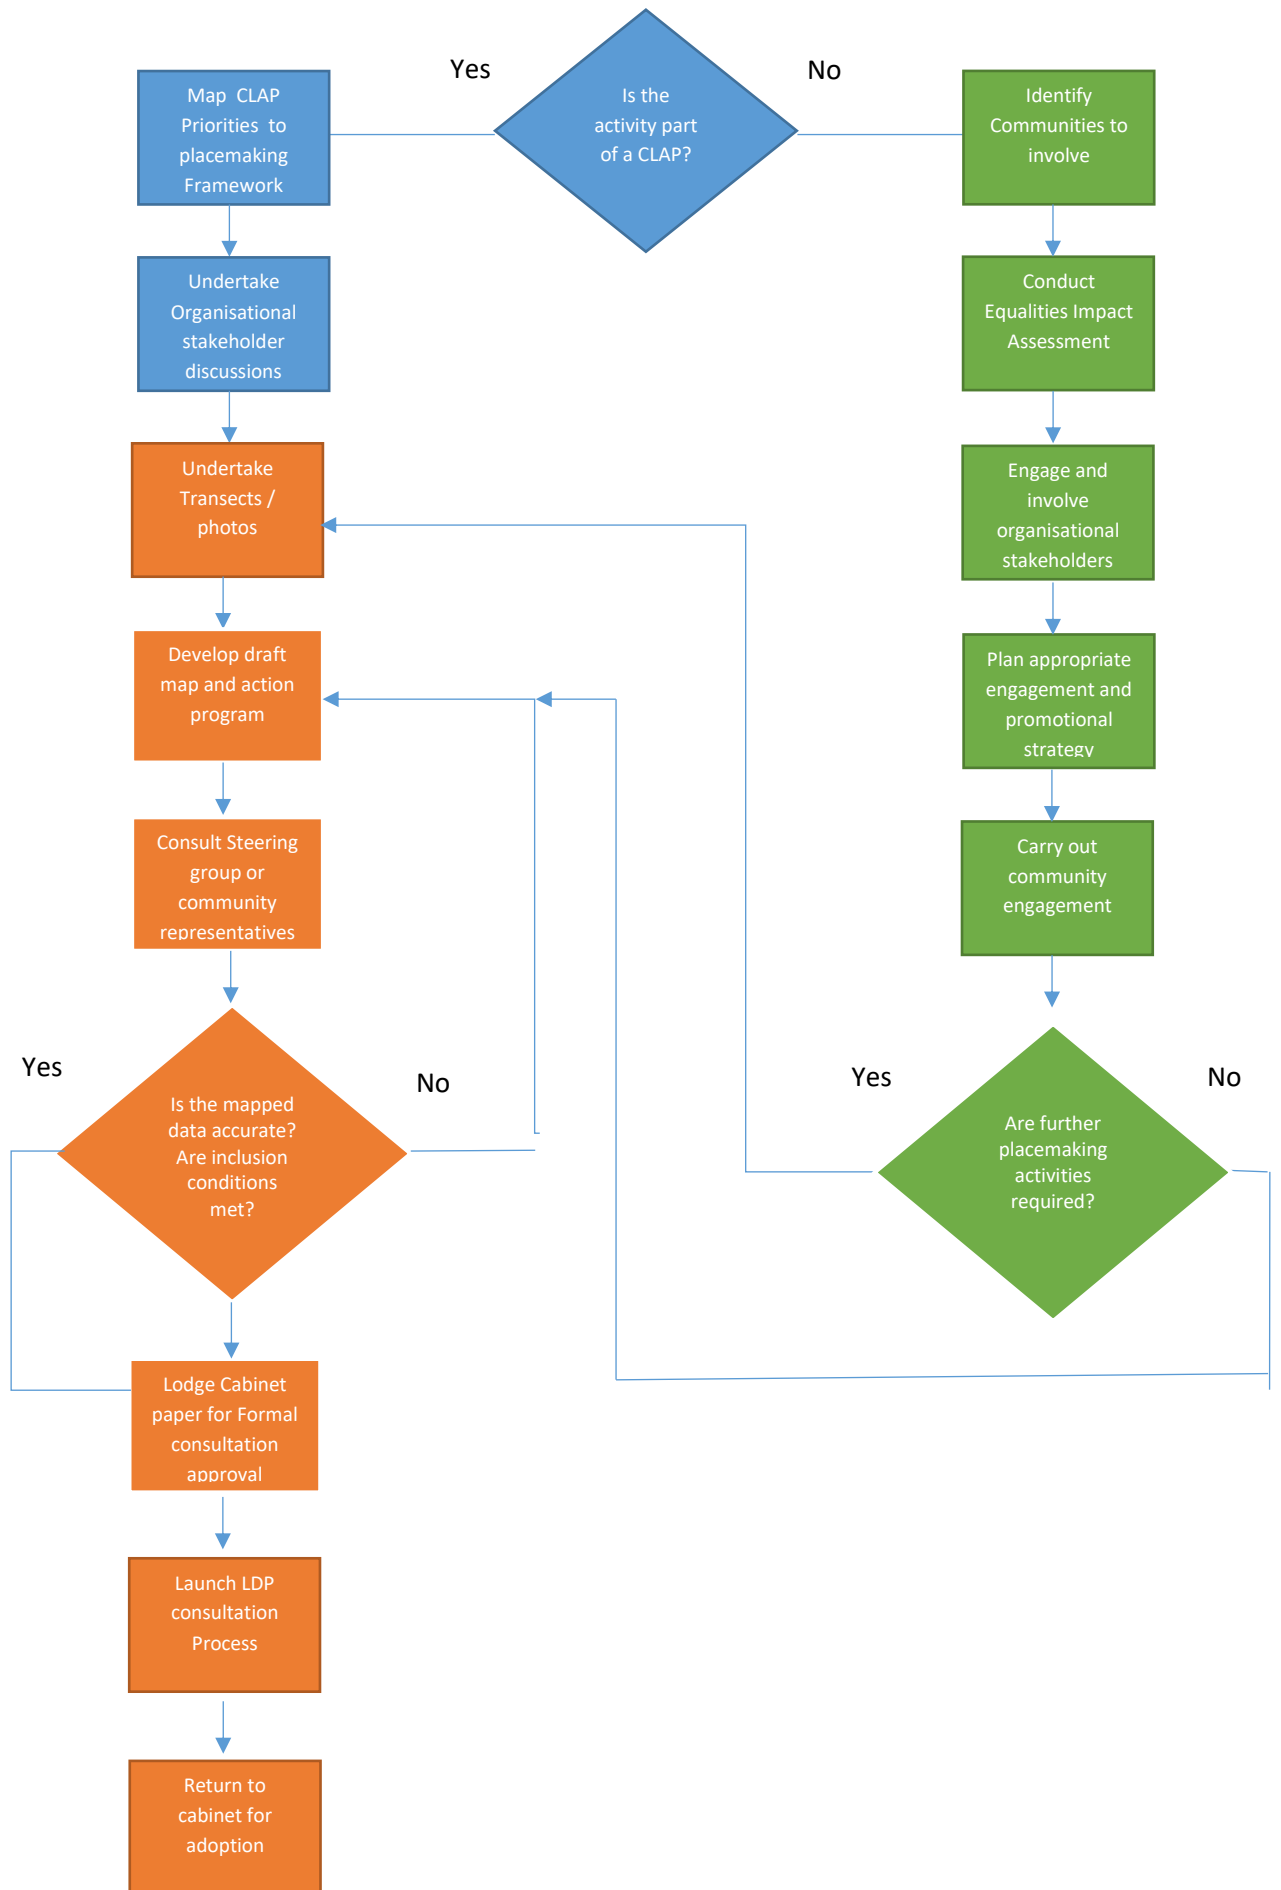 Yes
No
Is the
activity part
of a CLAP?
Map CLAP
Priorities to
placemaking
Framework
Identify
Communities to
involve
Undertake
Organisational
stakeholder
discussions
Conduct
Equalities Impact
Assessment
Undertake
Transects /
photos
Engage and
involve
organisational
stakeholders
Develop draft
map and action
program
Plan appropriate
engagement and
promotional
strategy
Consult Steering
group or
community
representatives
Carry out
community
engagement
Yes
No
Is the mapped
data accurate?
Are inclusion
conditions
met?
Yes
No
Are further
placemaking
activities
required?
Lodge Cabinet
paper for Formal
consultation
approval
Launch LDP
consultation
Process
Return to
cabinet for
adoption